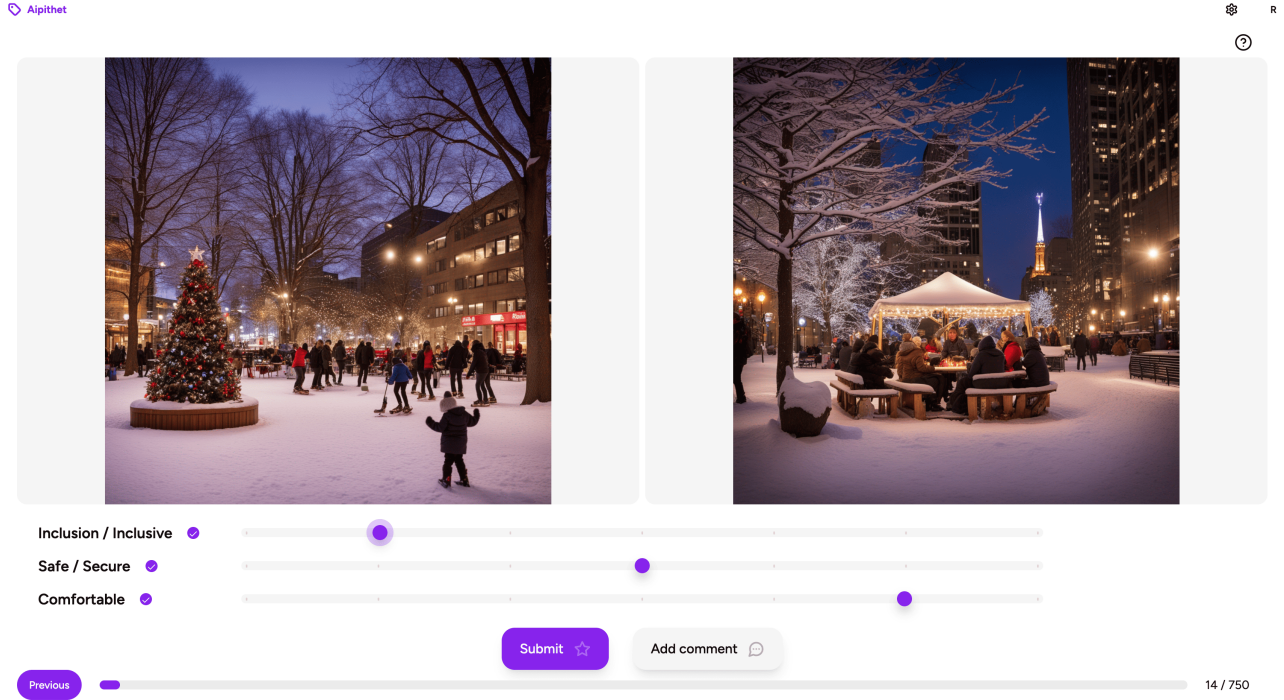 Aipithet
R
Inclusion / Inclusive
Safe / Secure
Comfortable
Submit
Add comment
Previous
14 / 750